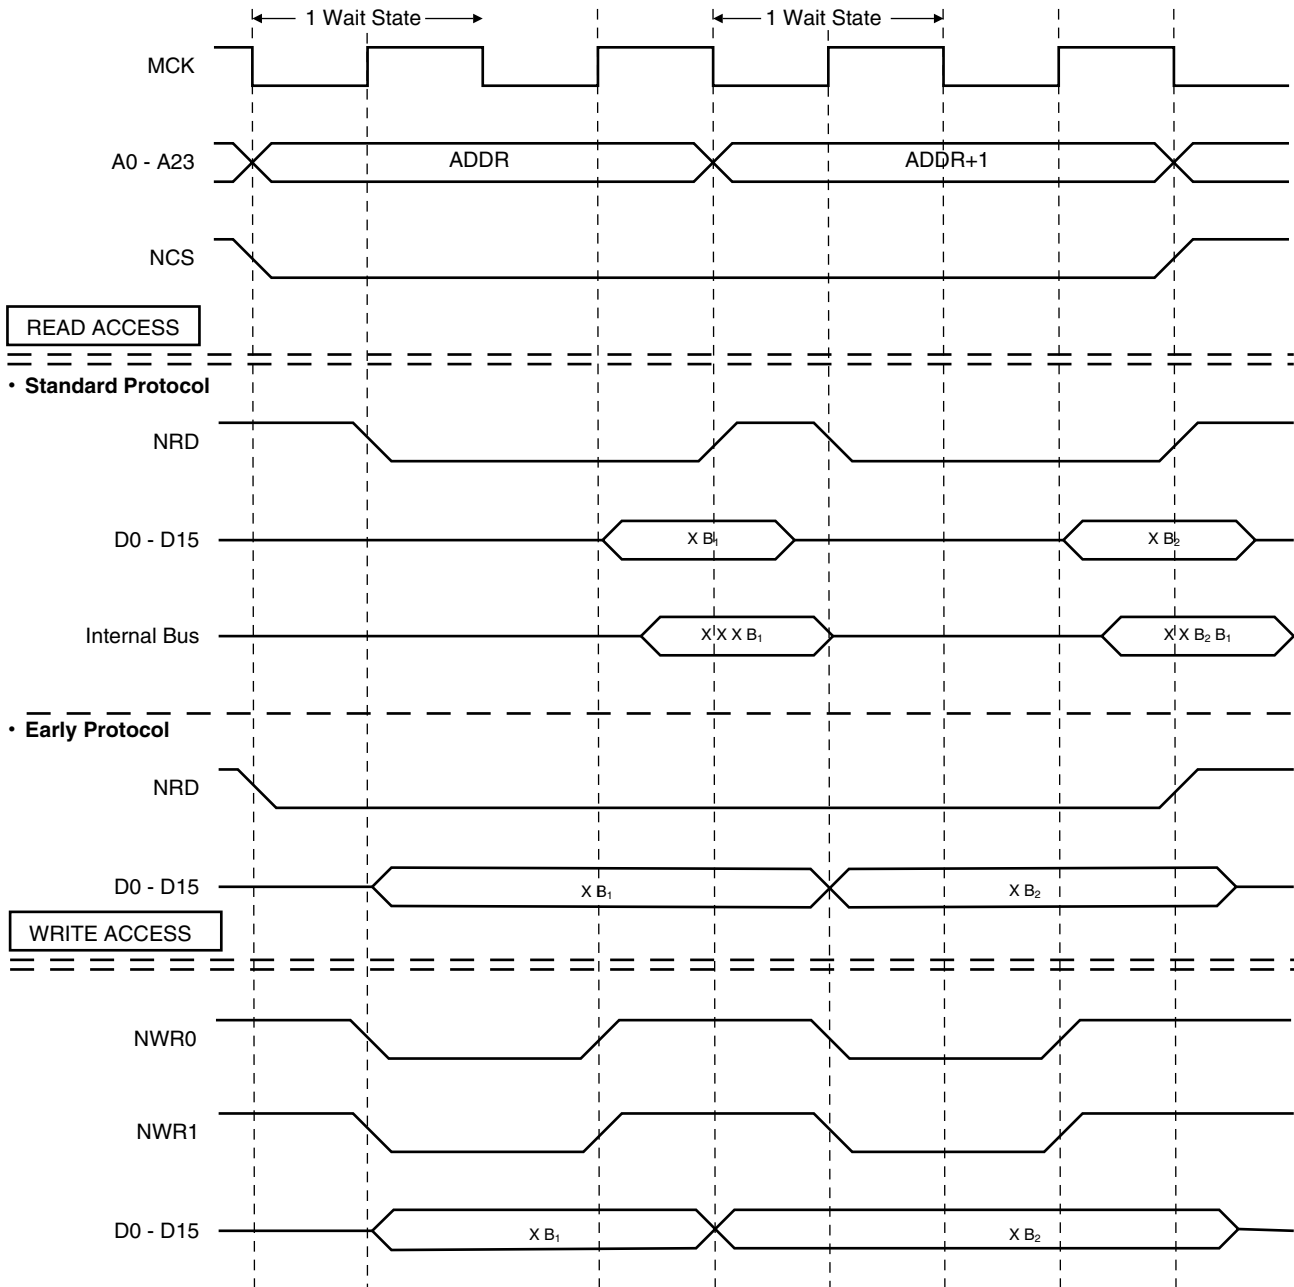 1 Wait State 1 Wait State
MCK
A0 - A23 ADDR ADDR+1
NCS
READ ACCESS
• Standard Protocol
NRD
D0 - D15 X B₁ X B₂
Internal Bus X X X B₁ X X B₂ B₁
• Early Protocol
NRD
D0 - D15 X B₁ X B₂
WRITE ACCESS
NWR0
NWR1
D0 - D15 X B₁ X B₂